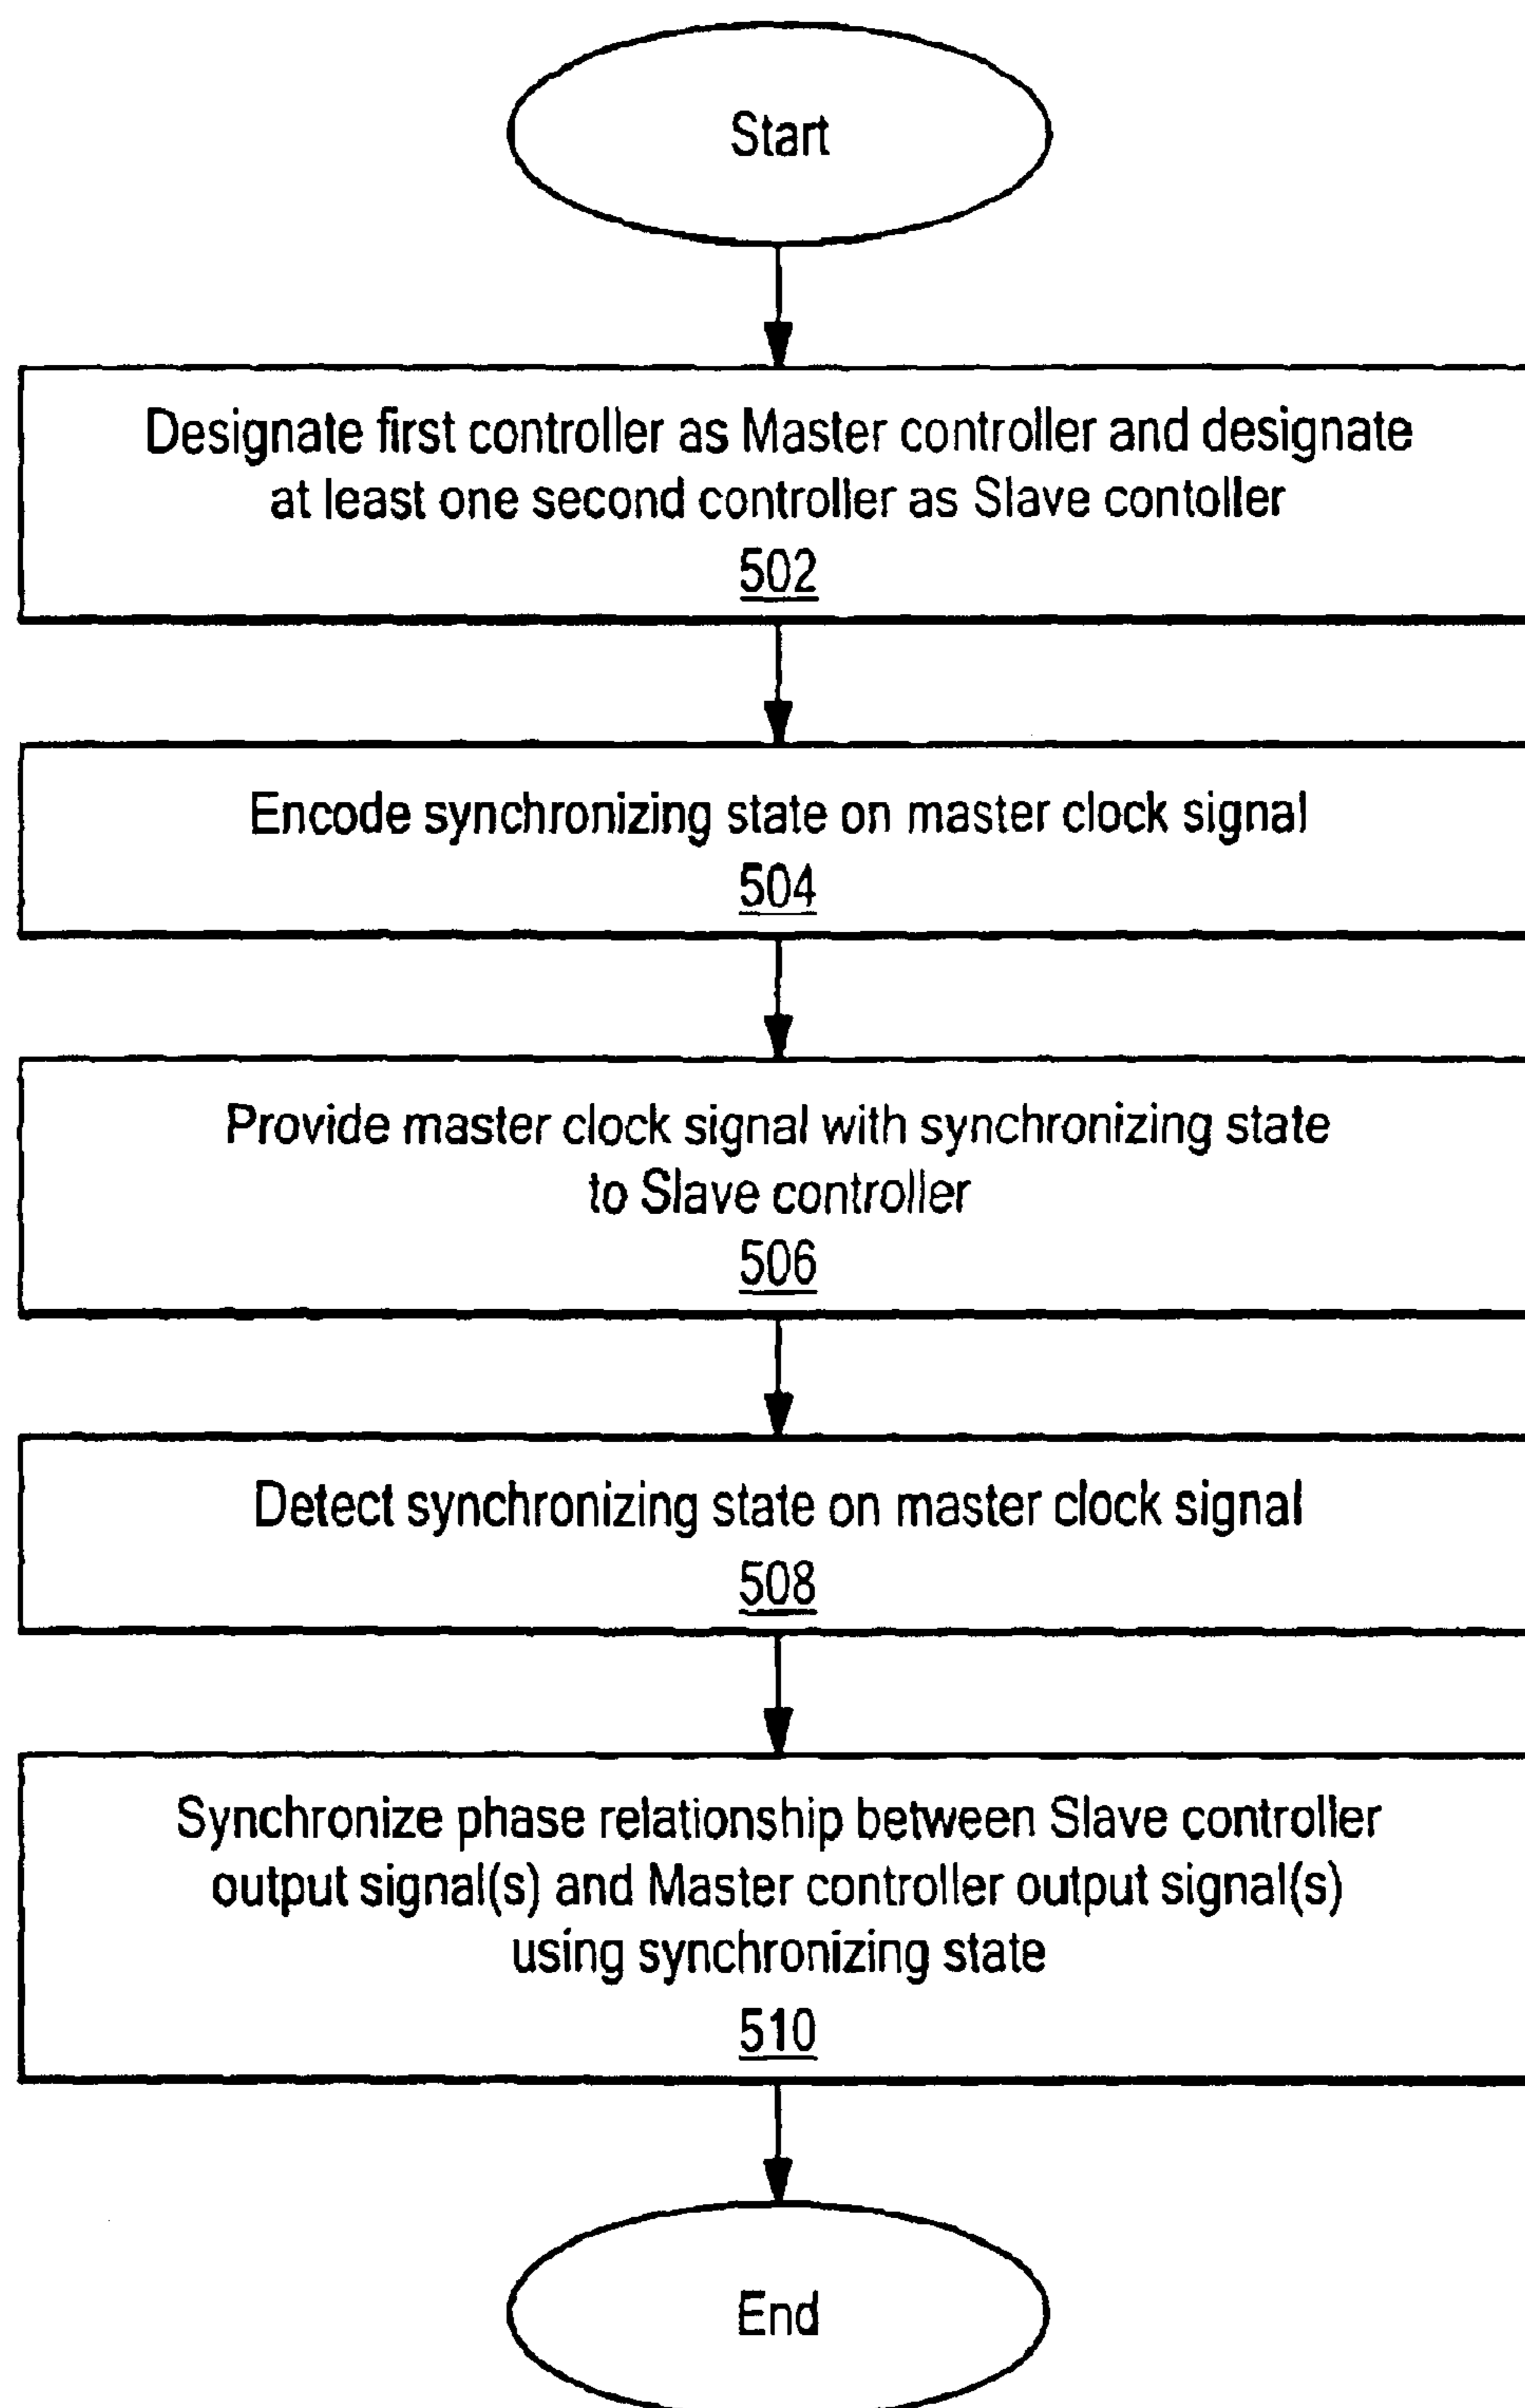 Start
Designate first controller as Master controller and designate
at least one second controller as Slave contoller
502
Encode synchronizing state on master clock signal
504
Provide master clock signal with synchronizing state
to Slave controller
506
Detect synchronizing state on master clock signal
508
Synchronize phase relationship between Slave controller
output signal(s) and Master controller output signal(s)
using synchronizing state
510
End